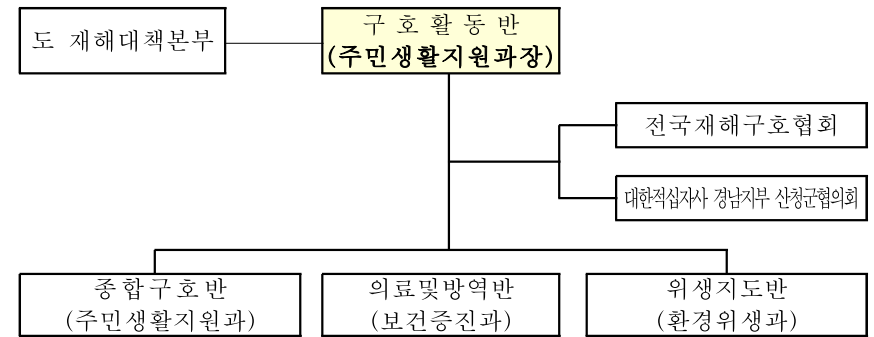 도 재해대책본부
구호활동반
(주민생활지원과장)
전국재해구호협회
대한적십자사 경남지부 산청군협의회
종합구호반
(주민생활지원과)
의료및방역반
(보건증진과)
위생지도반
(환경위생과)